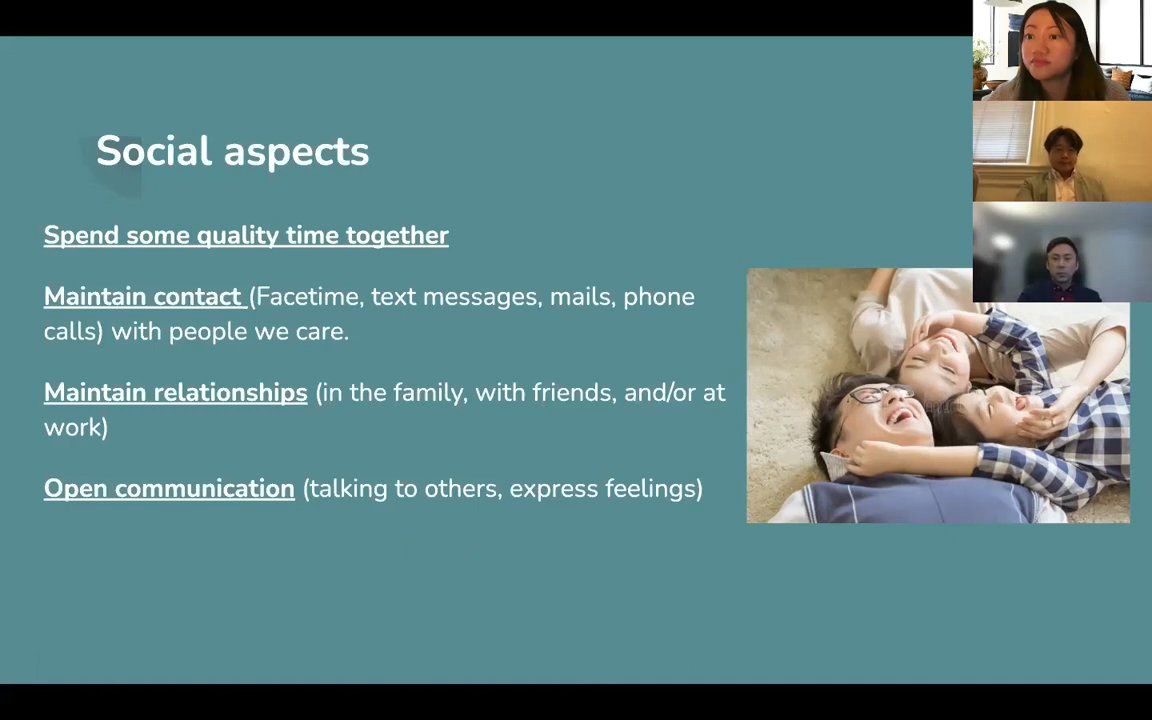 Social aspects
Spend some quality time together
Maintain contact (Facetime, text messages, mails, phone
calls) with people we care.
Maintain relationships (in the family, with friends, and/or at
work)
Open communication (talking to others, express feelings)